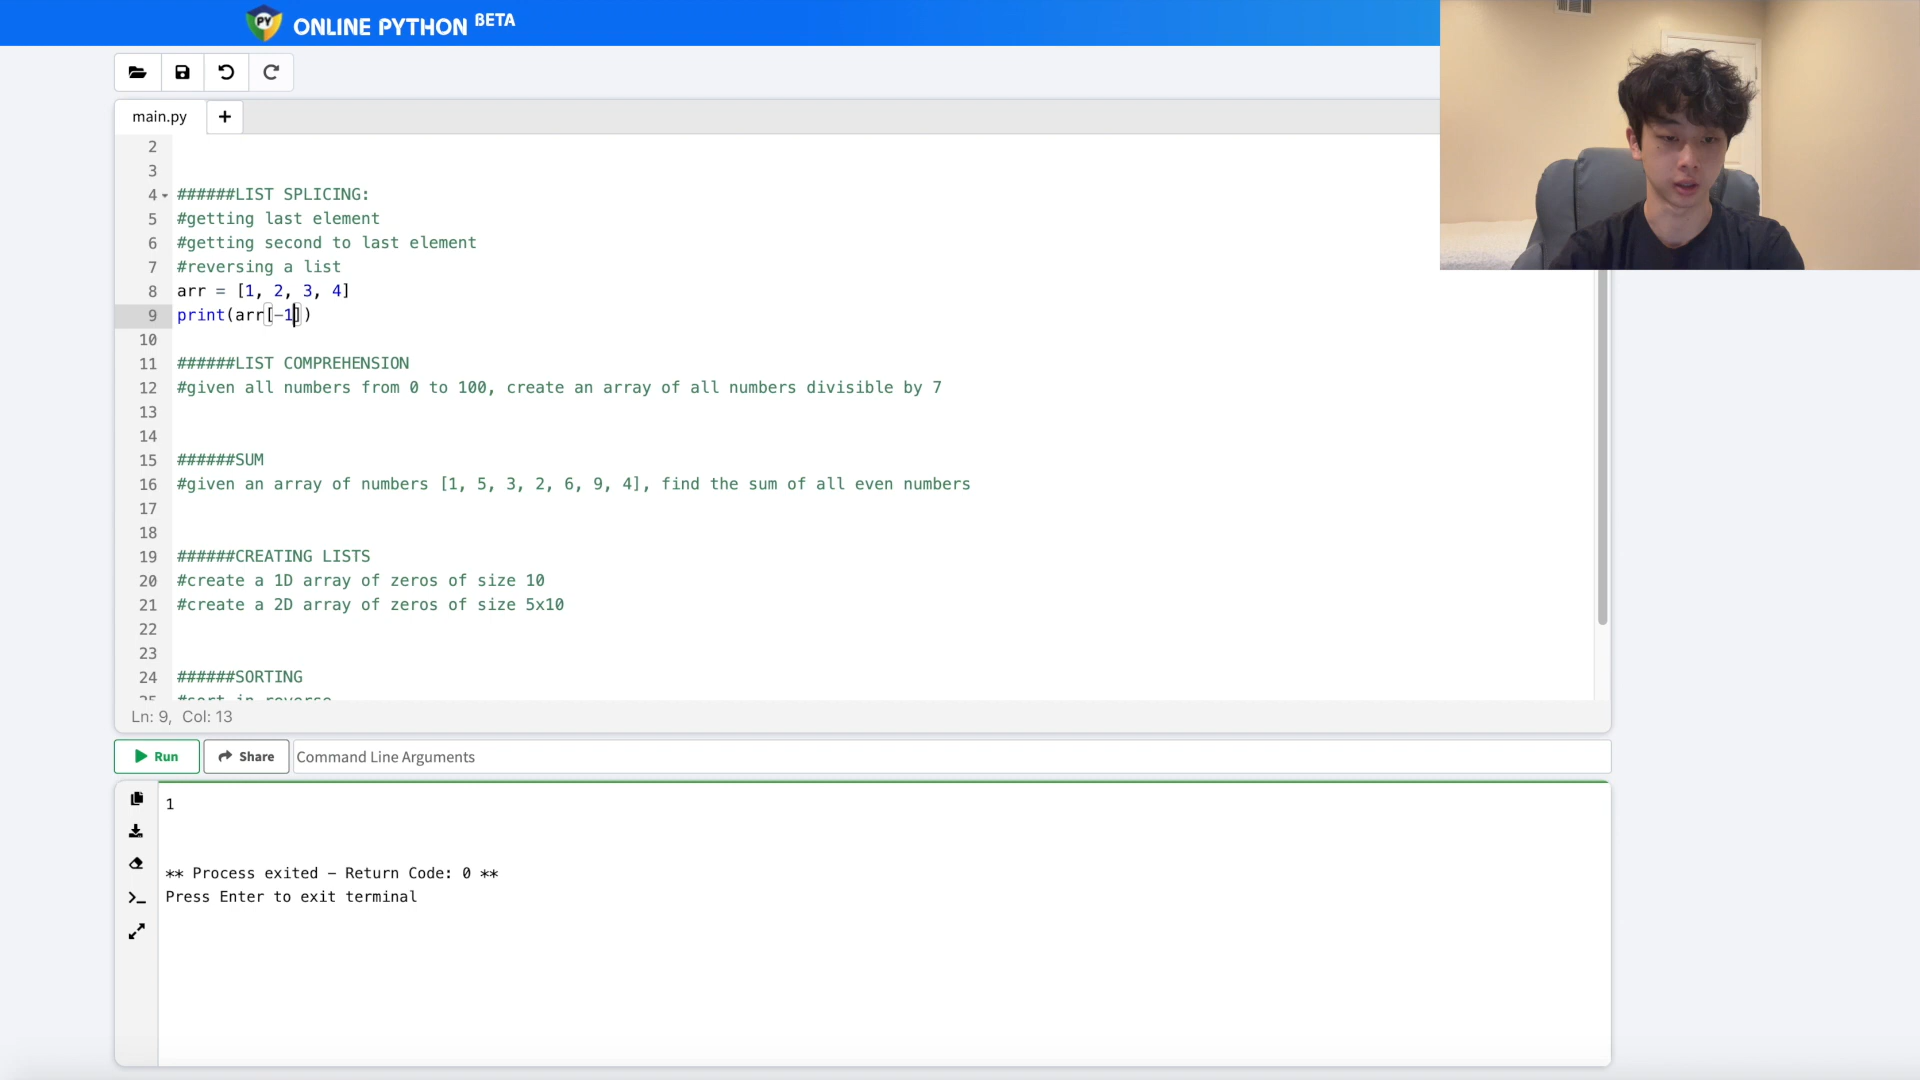 PY ONLINE PYTHON BETA
main.py +
2
3
4 ######LIST SPLICING:
5 #getting last element
6 #getting second to last element
7 #reversing a list
8 arr = [1, 2, 3, 4]
9 print(arr[-1])
10
11 ######LIST COMPREHENSION
12 #given all numbers from 0 to 100, create an array of all numbers divisible by 7
13
14
15 ######SUM
16 #given an array of numbers [1, 5, 3, 2, 6, 9, 4], find the sum of all even numbers
17
18
19 ######CREATING LISTS
20 #create a 1D array of zeros of size 10
21 #create a 2D array of zeros of size 5x10
22
23
24 ######SORTING
25 #sort in reverse
Ln: 9, Col: 13
Run Share Command Line Arguments
1
** Process exited - Return Code: 0 **
Press Enter to exit terminal